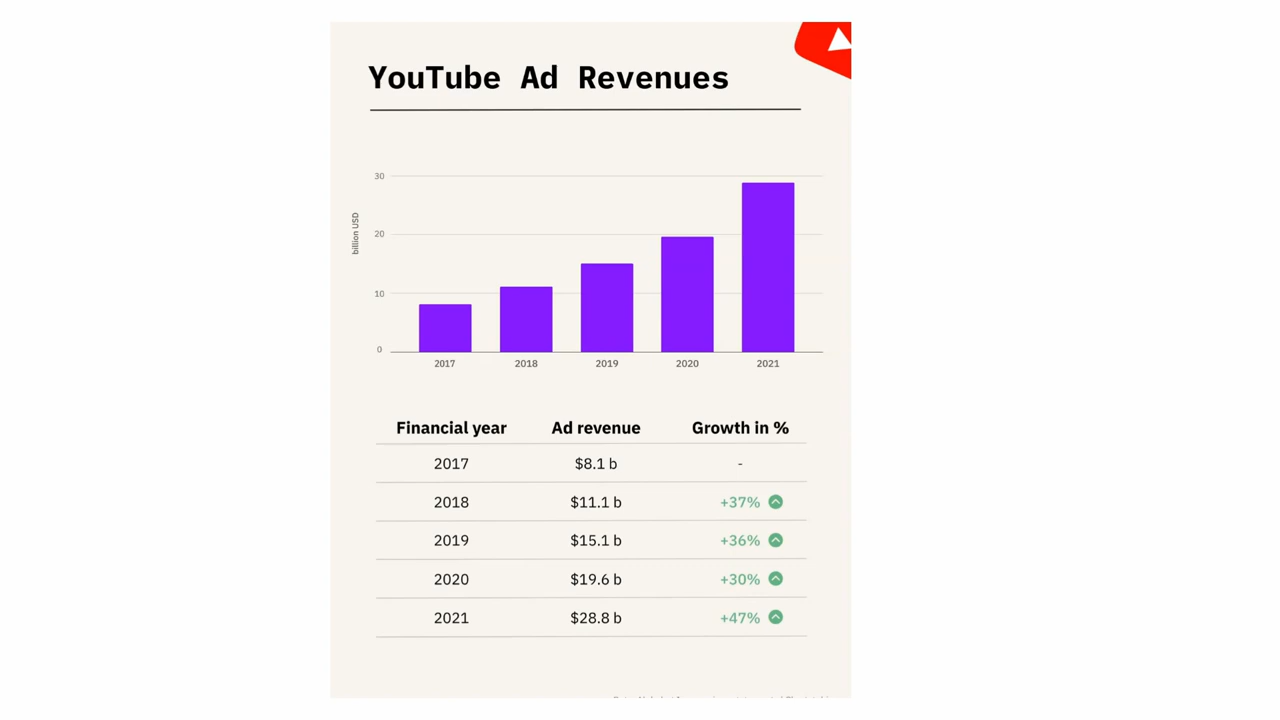 YouTube Ad Revenues
billion USD
30
20
10
0
2017 2018 2019 2020 2021
Financial year Ad revenue Growth in %
2017 $8.1 b -
2018 $11.1 b +37%
2019 $15.1 b +36%
2020 $19.6 b +30%
2021 $28.8 b +47%